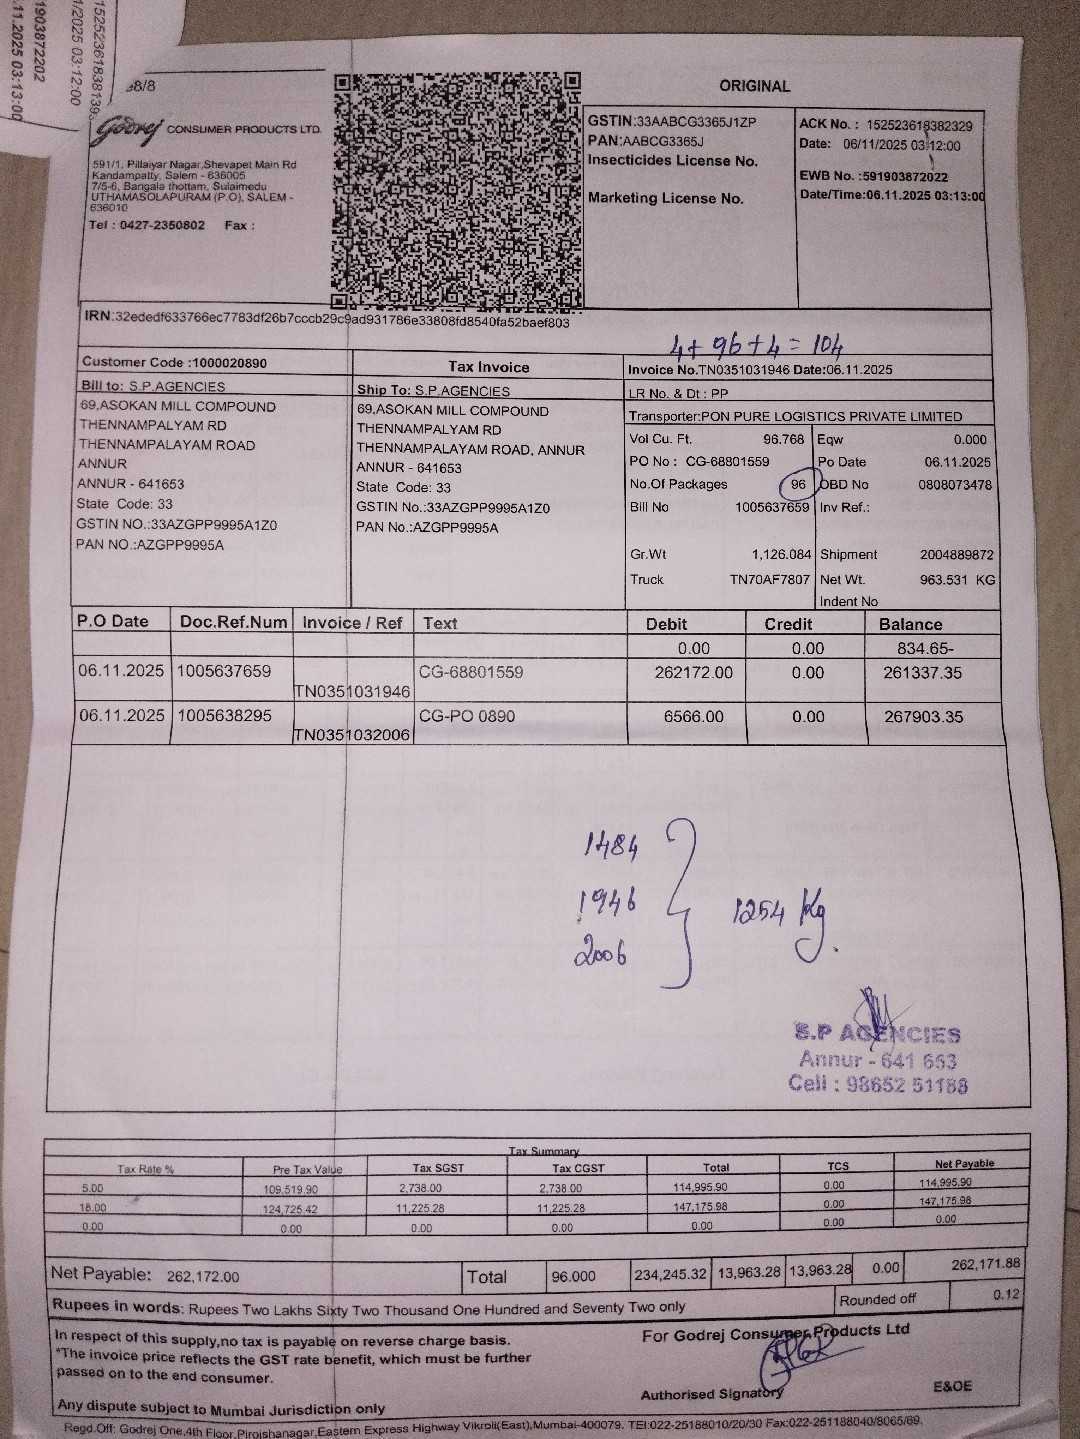 1903872202
.11.2025 03:13:00
1/2025 03:12:00
ORIGINAL
Godrej CONSUMER PRODUCTS LTD.
591/1, Pillaiyar Nagar,Shevapet Main Rd
Kandampatty, Salem - 636005
7/5-6, Bangala thottam, Sulaimedu
UTHAMASOLAPURAM (P.O), SALEM -
636010
Tel : 0427-2350802 Fax :
GSTIN:33AABCG3365J1ZP
PAN:AABCG3365J
Insecticides License No.
Marketing License No.
ACK No. : 152523618382329
Date: 06/11/2025 03:12:00
EWB No. :591903872022
Date/Time:06.11.2025 03:13:00
IRN:32ededf633766ec7783df26b7cccb29c9ad931786e33808fd8540fa52baef803
4+96+4=104
Customer Code :1000020890
Tax Invoice
Invoice No.TN0351031946 Date:06.11.2025
Bill to: S.P.AGENCIES
69,ASOKAN MILL COMPOUND
THENNAMPALYAM RD
THENNAMPALAYAM ROAD
ANNUR
ANNUR - 641653
State Code: 33
GSTIN NO.:33AZGPP9995A1Z0
PAN NO.:AZGPP9995A
Ship To: S.P.AGENCIES
69,ASOKAN MILL COMPOUND
THENNAMPALYAM RD
THENNAMPALAYAM ROAD, ANNUR
ANNUR - 641653
State Code: 33
GSTIN NO.:33AZGPP9995A1Z0
PAN No.:AZGPP9995A
LR No. & Dt : PP
Transporter:PON PURE LOGISTICS PRIVATE LIMITED
Vol Cu. Ft. 96.768 Eqw 0.000
PO No : CG-68801559 Po Date 06.11.2025
No.Of Packages 96 OBD No 0808073478
Bill No 1005637659 Inv Ref.:
Gr.Wt 1,126.084 Shipment 2004889872
Truck TN70AF7807 Net Wt. 963.531 KG
Indent No
P.O Date Doc.Ref.Num Invoice / Ref Text Debit Credit Balance
0.00 0.00 834.65-
06.11.2025 1005637659 CG-68801559 262172.00 0.00 261337.35
TN0351031946
06.11.2025 1005638295 CG-PO 0890 6566.00 0.00 267903.35
TN0351032006
1484
1946
2006
1254 Kg.
S.P AGENCIES
Annur - 641 653
Cell : 98652 51188
Tax Summary
Tax Rate % Pre Tax Value Tax SGST Tax CGST Total TCS Net Payable
5.00 109,519.90 2,738.00 2,738.00 114,995.90 0.00 114,995.90
18.00 124,725.42 11,225.28 11,225.28 147,175.98 0.00 147,175.98
0.00 0.00 0.00 0.00 0.00 0.00 0.00
Net Payable: 262,172.00 Total 96.000 234,245.32 13,963.28 13,963.28 0.00 262,171.88
Rupees in words: Rupees Two Lakhs Sixty Two Thousand One Hundred and Seventy Two only Rounded off 0.12
In respect of this supply,no tax is payable on reverse charge basis.
*The invoice price reflects the GST rate benefit, which must be further
passed on to the end consumer.
Any dispute subject to Mumbai Jurisdiction only
For Godrej Consumer Products Ltd
Authorised Signatory
E&OE
Regd.Off: Godrej One,4th Floor,Pirojshanagar,Eastern Express Highway Vikroli(East),Mumbai-400079. TEl:022-25188010/20/30 Fax:022-251188040/8065/69.